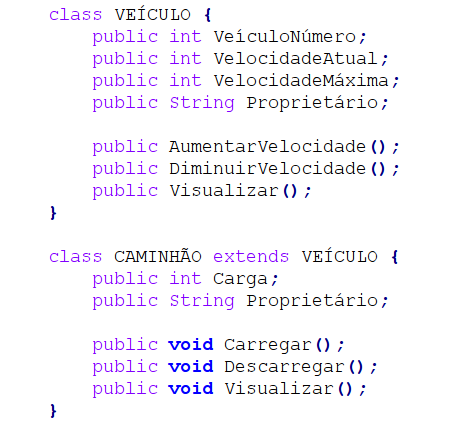 class VEÍCULO {
public int VeículoNúmero;
public int VelocidadeAtual;
public int VelocidadeMáxima;
public String Proprietário;
public AumentarVelocidade();
public DiminuirVelocidade();
public Visualizar();
}
class CAMINHÃO extends VEÍCULO {
public int Carga;
public String Proprietário;
public void Carregar();
public void Descarregar();
public void Visualizar();
}